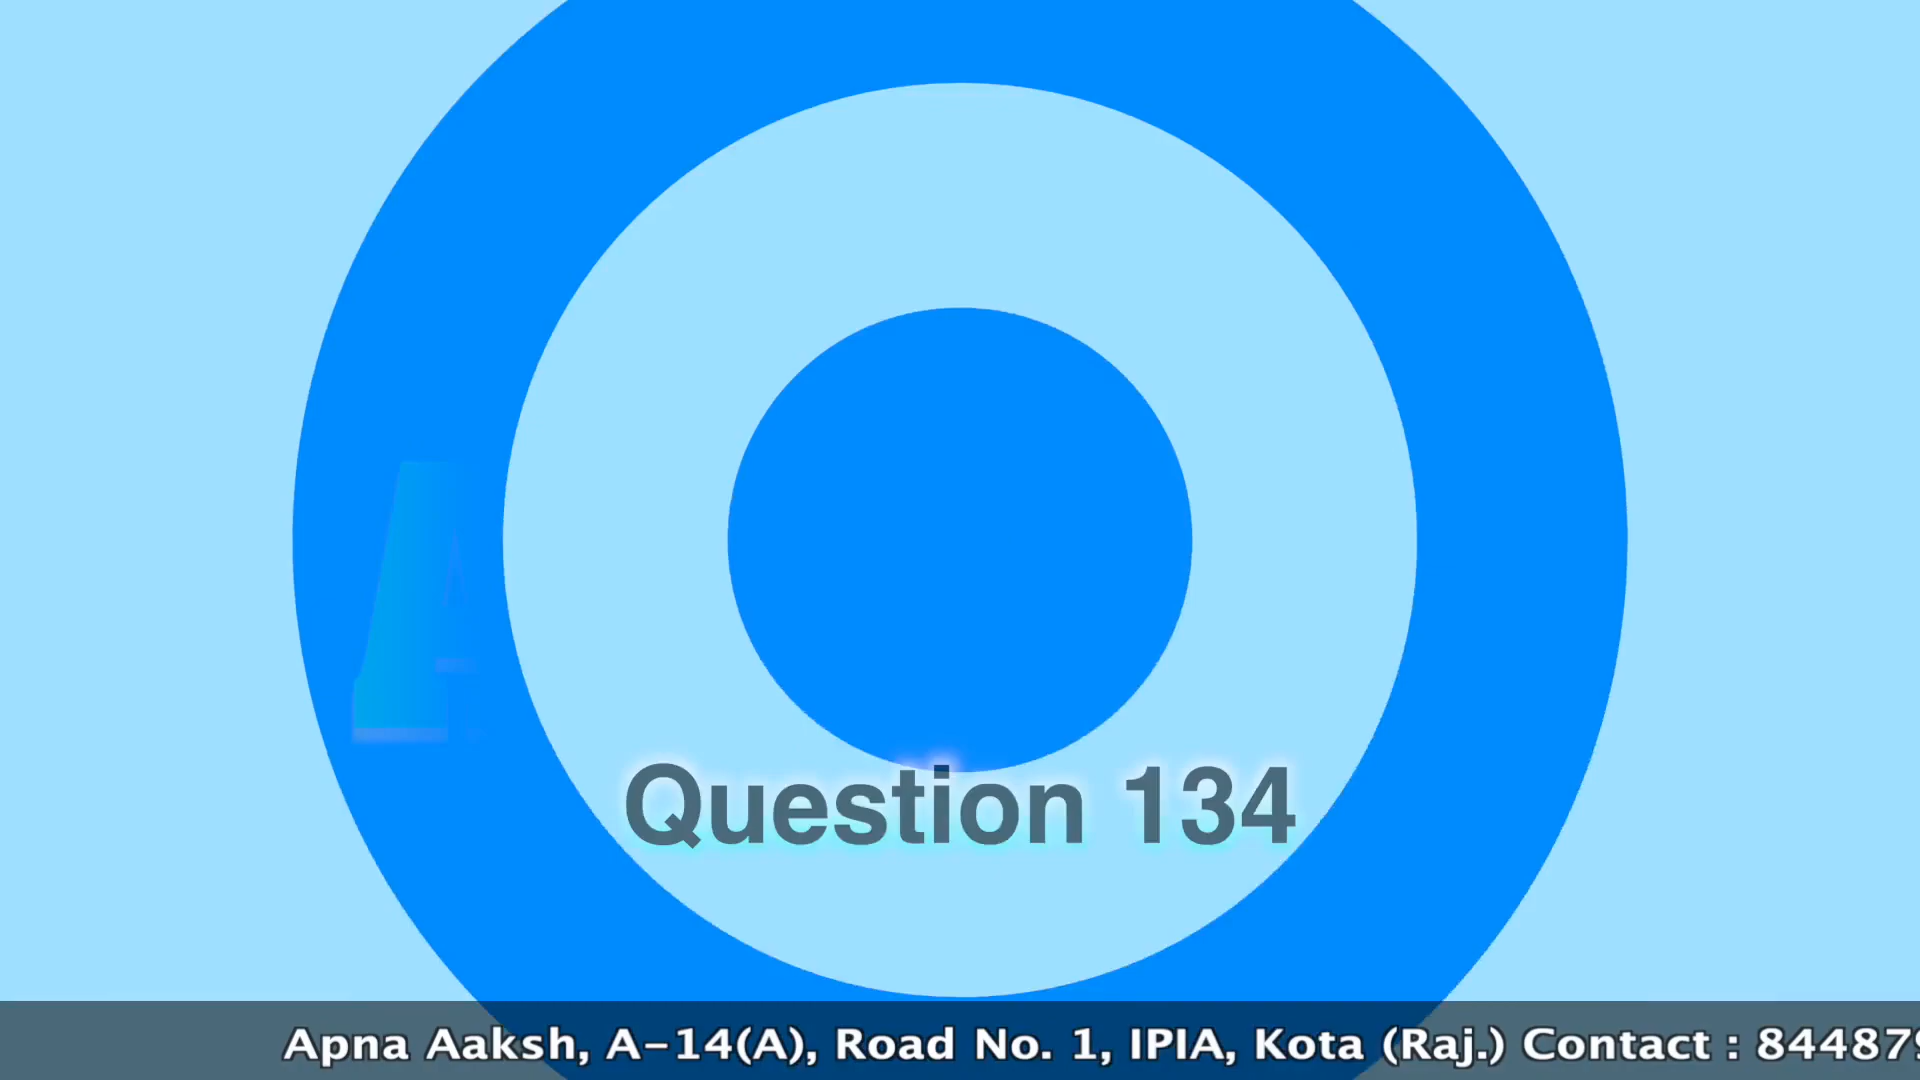 A
Question 134
Apna Aaksh, A-14(A), Road No. 1, IPIA, Kota (Raj.) Contact : 84487